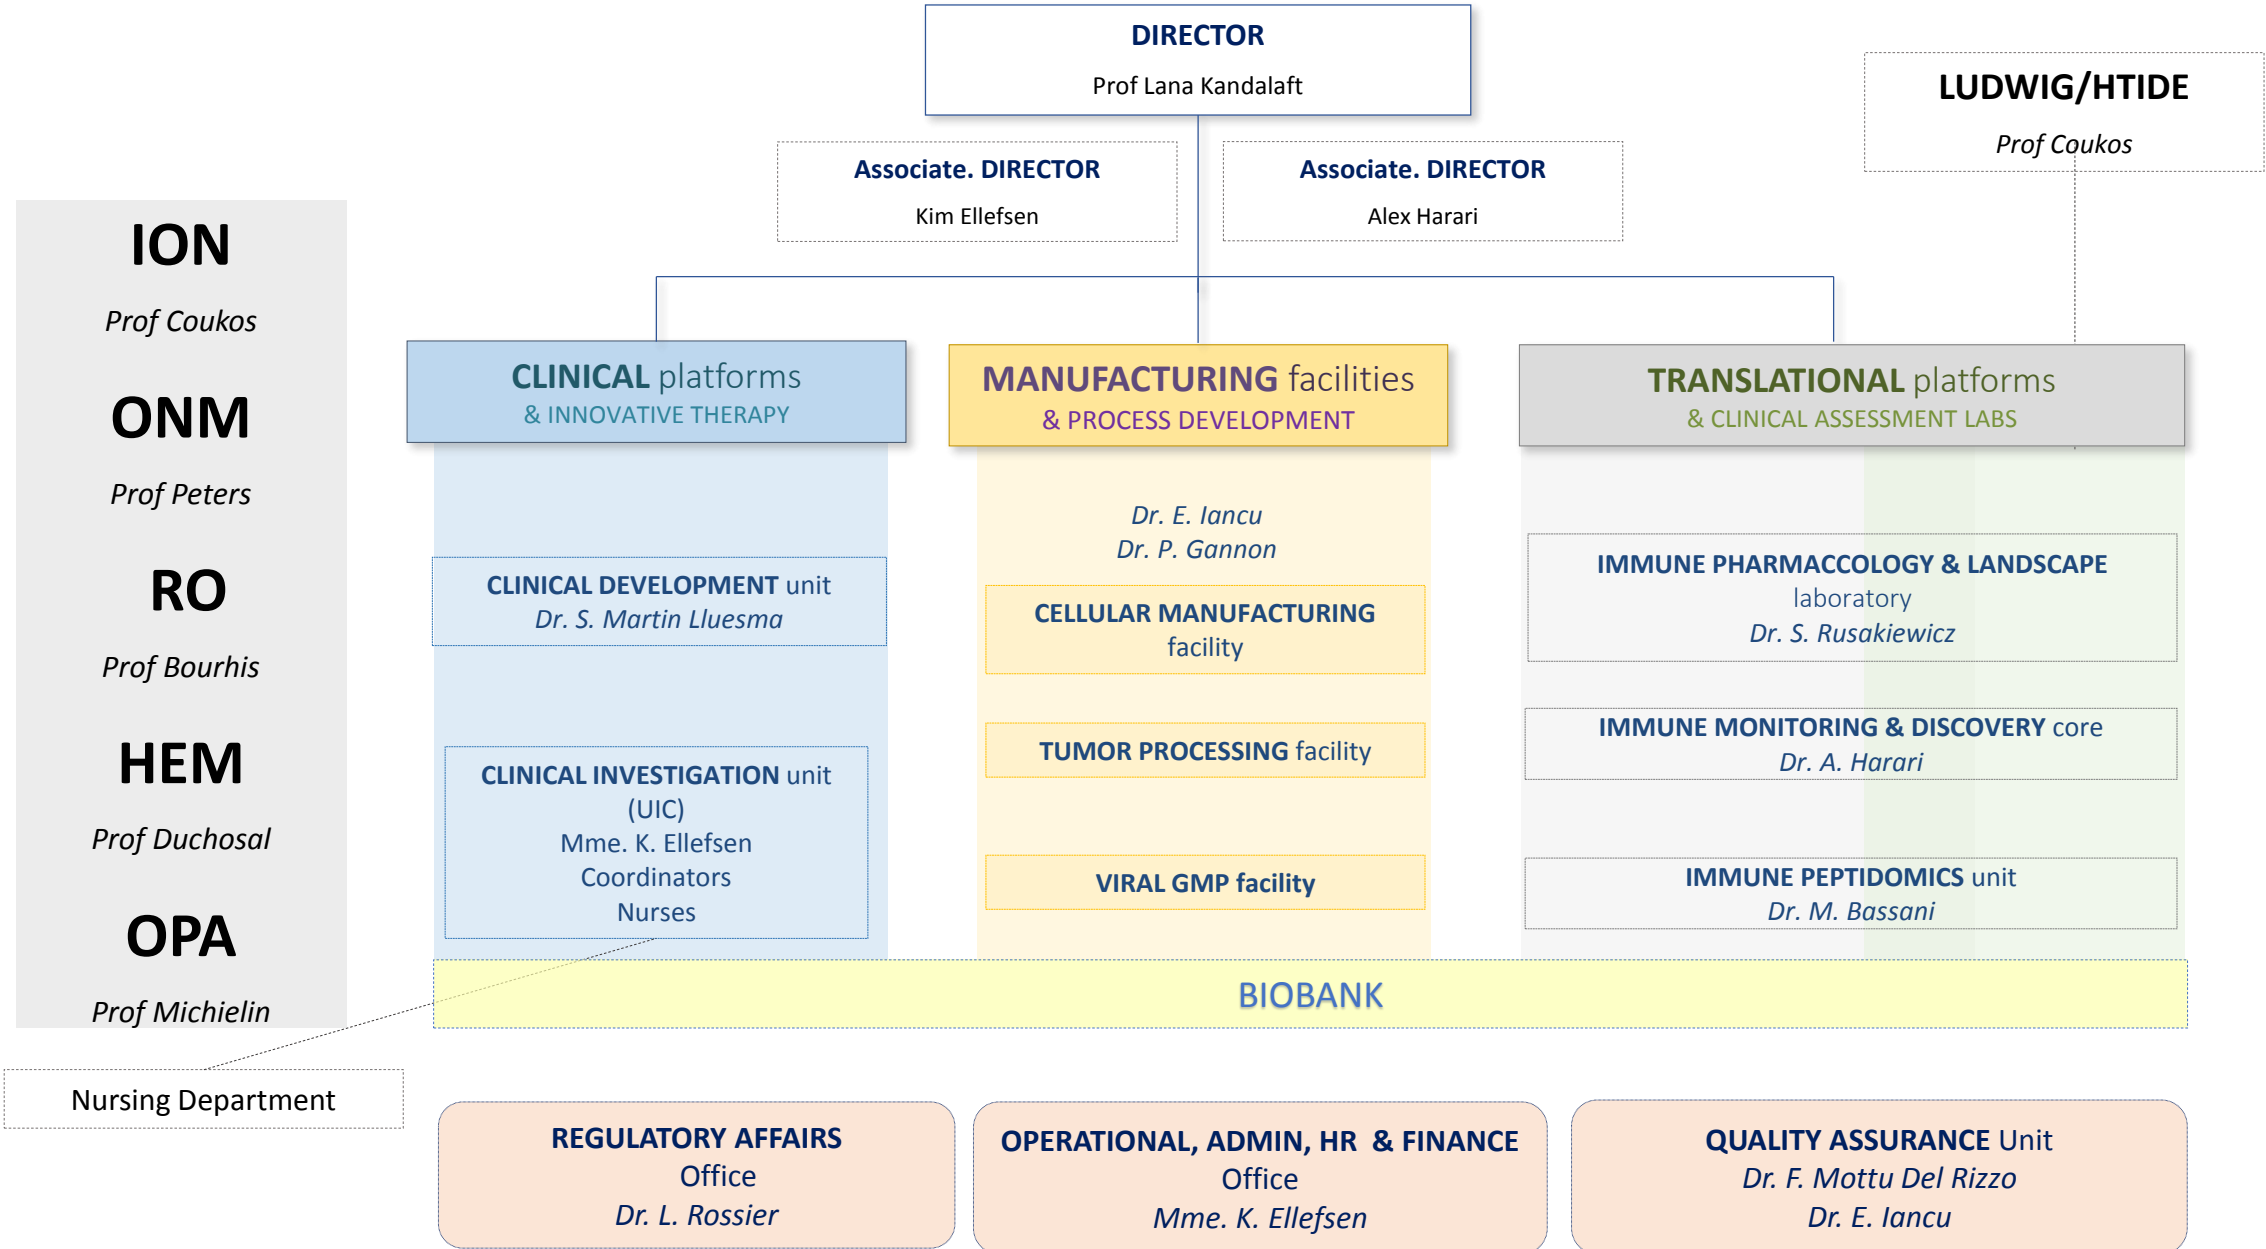 DIRECTOR
Prof Lana Kandalaft
LUDWIG/HTIDE
Prof Coukos
Associate. DIRECTOR
Kim Ellefsen
Associate. DIRECTOR
Alex Harari
ION
Prof Coukos
ONM
Prof Peters
RO
Prof Bourhis
HEM
Prof Duchosal
OPA
Prof Michielin
Nursing Department
CLINICAL platforms
& INNOVATIVE THERAPY
CLINICAL DEVELOPMENT unit
Dr. S. Martin Lluesma
CLINICAL INVESTIGATION unit
(UIC)
Mme. K. Ellefsen
Coordinators
Nurses
MANUFACTURING facilities
& PROCESS DEVELOPMENT
Dr. E. Iancu
Dr. P. Gannon
CELLULAR MANUFACTURING
facility
TUMOR PROCESSING facility
VIRAL GMP facility
TRANSLATIONAL platforms
& CLINICAL ASSESSMENT LABS
IMMUNE PHARMACCOLOGY & LANDSCAPE
laboratory
Dr. S. Rusakiewicz
IMMUNE MONITORING & DISCOVERY core
Dr. A. Harari
IMMUNE PEPTIDOMICS unit
Dr. M. Bassani
BIOBANK
REGULATORY AFFAIRS
Office
Dr. L. Rossier
OPERATIONAL, ADMIN, HR & FINANCE
Office
Mme. K. Ellefsen
QUALITY ASSURANCE Unit
Dr. F. Mottu Del Rizzo
Dr. E. Iancu